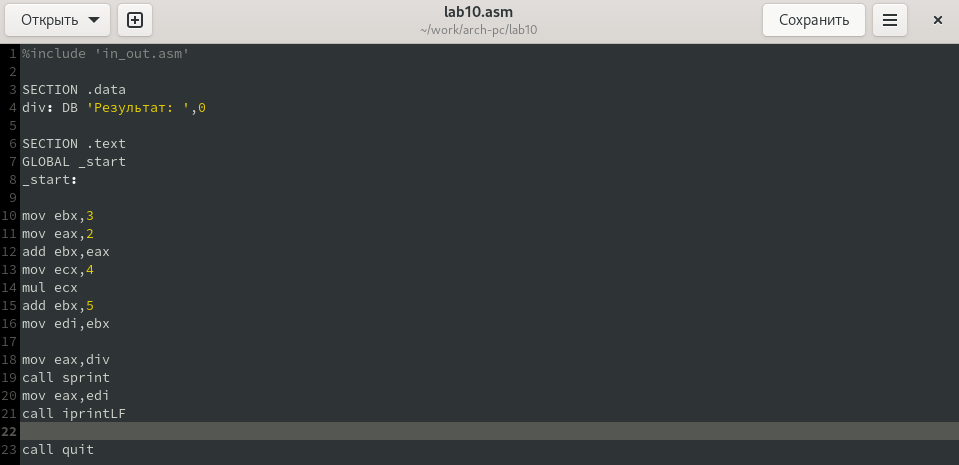 Открыть
lab10.asm
~/work/arch-pc/lab10
Сохранить
1 %include 'in_out.asm'
2
3 SECTION .data
4 div: DB 'Результат: ',0
5
6 SECTION .text
7 GLOBAL _start
8 _start:
9
10 mov ebx,3
11 mov eax,2
12 add ebx,eax
13 mov ecx,4
14 mul ecx
15 add ebx,5
16 mov edi,ebx
17
18 mov eax,div
19 call sprint
20 mov eax,edi
21 call iprintLF
22
23 call quit